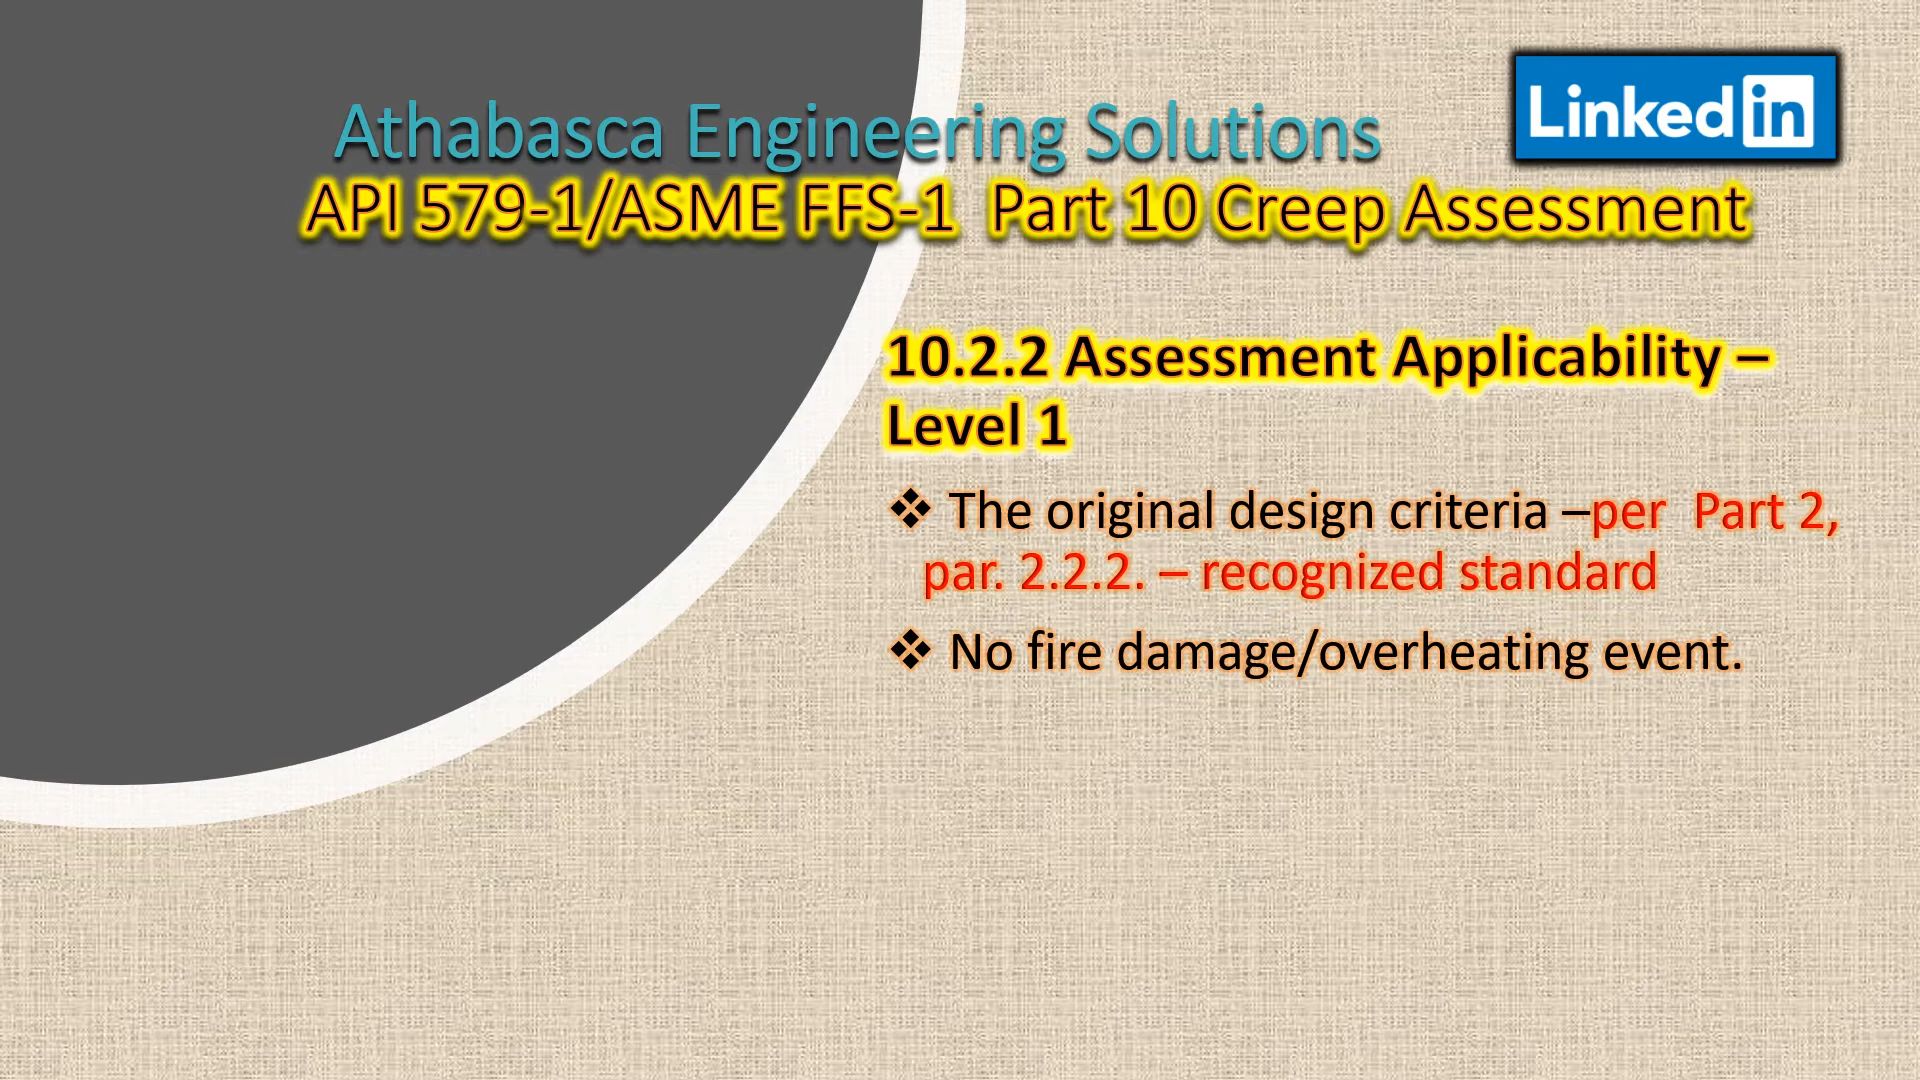 Linked in
Athabasca Engineering Solutions
API 579-1/ASME FFS-1  Part 10 Creep Assessment
10.2.2 Assessment Applicability –
Level 1
❖ The original design criteria –per  Part 2,
par. 2.2.2. – recognized standard
❖ No fire damage/overheating event.